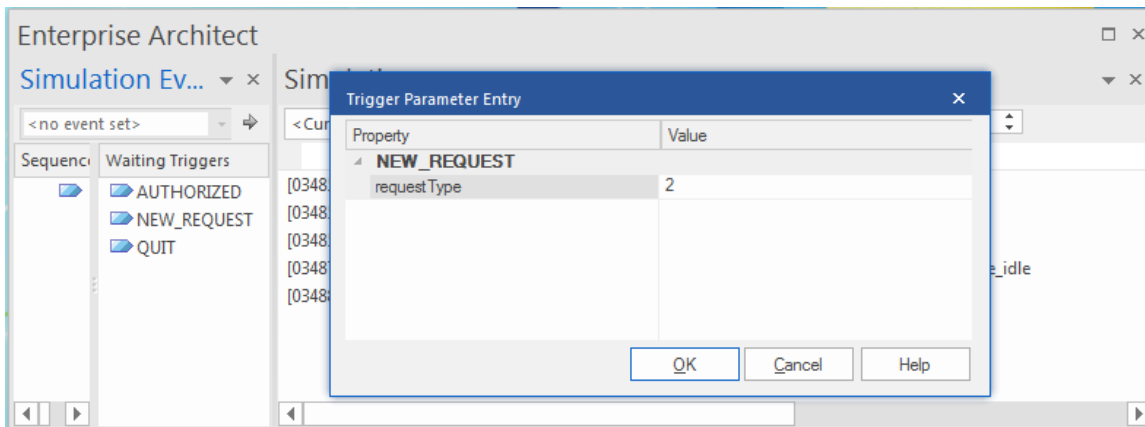 Enterprise Architect
Simulation Ev...
Sim
<no event set>
<Cur
Sequence
Waiting Triggers
AUTHORIZED
NEW_REQUEST
QUIT
[0348
[0348
[0348
[0348
e_idle
[0348
Trigger Parameter Entry
Property Value
NEW_REQUEST
requestType 2
OK Cancel Help